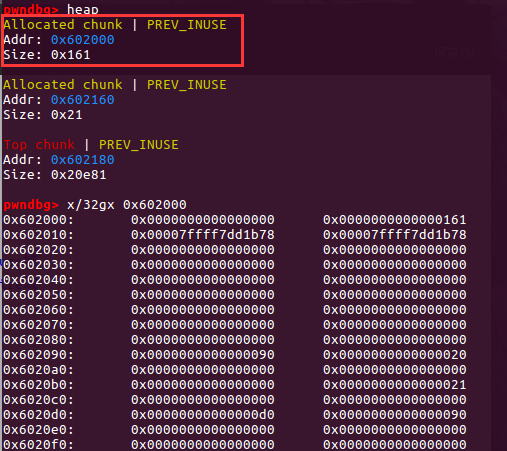 pwndbg> heap
Allocated chunk | PREV_INUSE
Addr: 0x602000
Size: 0x161
Allocated chunk | PREV_INUSE
Addr: 0x602160
Size: 0x21
Top chunk | PREV_INUSE
Addr: 0x602180
Size: 0x20e81
pwndbg> x/32gx 0x602000
0x602000: 0x0000000000000000 0x0000000000000161
0x602010: 0x00007ffff7dd1b78 0x00007ffff7dd1b78
0x602020: 0x0000000000000000 0x0000000000000000
0x602030: 0x0000000000000000 0x0000000000000000
0x602040: 0x0000000000000000 0x0000000000000000
0x602050: 0x0000000000000000 0x0000000000000000
0x602060: 0x0000000000000000 0x0000000000000000
0x602070: 0x0000000000000000 0x0000000000000000
0x602080: 0x0000000000000000 0x0000000000000000
0x602090: 0x0000000000000090 0x0000000000000020
0x6020a0: 0x0000000000000000 0x0000000000000000
0x6020b0: 0x0000000000000000 0x0000000000000021
0x6020c0: 0x0000000000000000 0x0000000000000000
0x6020d0: 0x00000000000000d0 0x0000000000000090
0x6020e0: 0x0000000000000000 0x0000000000000000
0x6020f0: 0x0000000000000000 0x0000000000000000